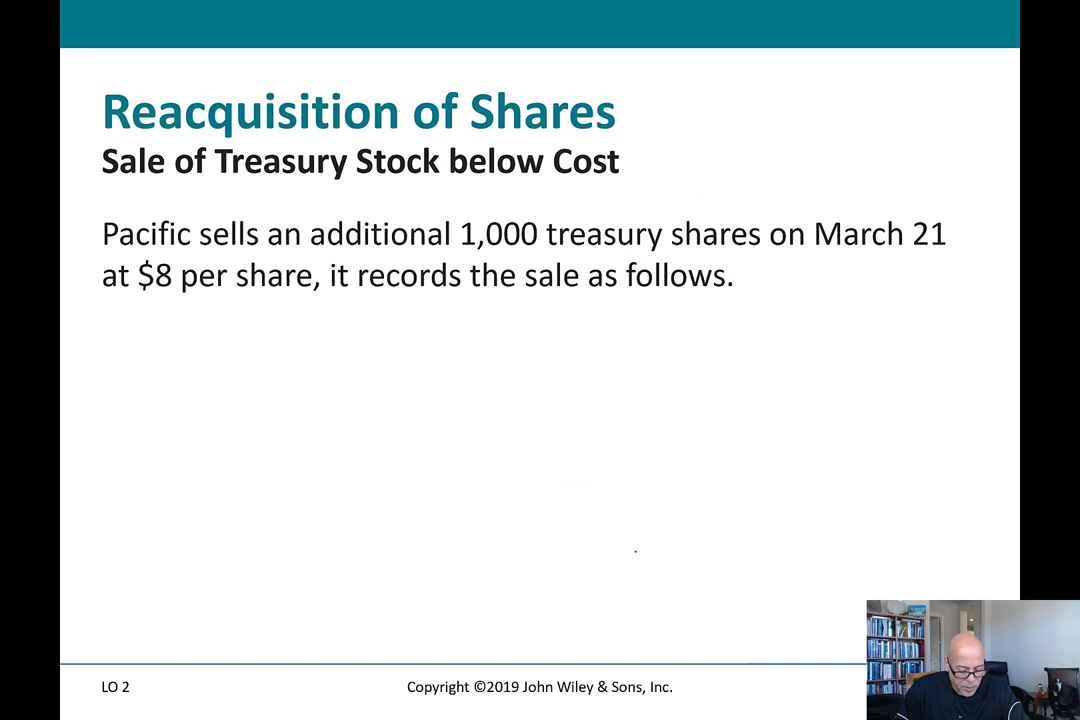 Reacquisition of Shares
Sale of Treasury Stock below Cost
Pacific sells an additional 1,000 treasury shares on March 21
at $8 per share, it records the sale as follows.
LO 2
Copyright ©2019 John Wiley & Sons, Inc.